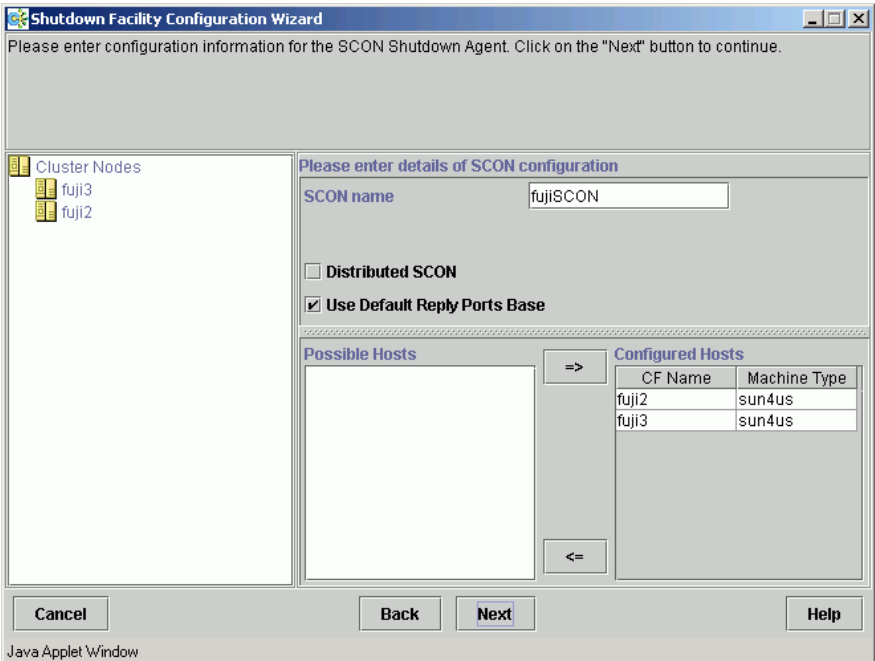 Shutdown Facility Configuration Wizard
Please enter configuration information for the SCON Shutdown Agent. Click on the "Next" button to continue.
Cluster Nodes
fuji3
fuji2
Please enter details of SCON configuration
SCON name
fujiSCON
Distributed SCON
Use Default Reply Ports Base
Possible Hosts
=>
<=
Configured Hosts
CF Name Machine Type
fuji2 sun4us
fuji3 sun4us
Cancel Back Next Help
Java Applet Window